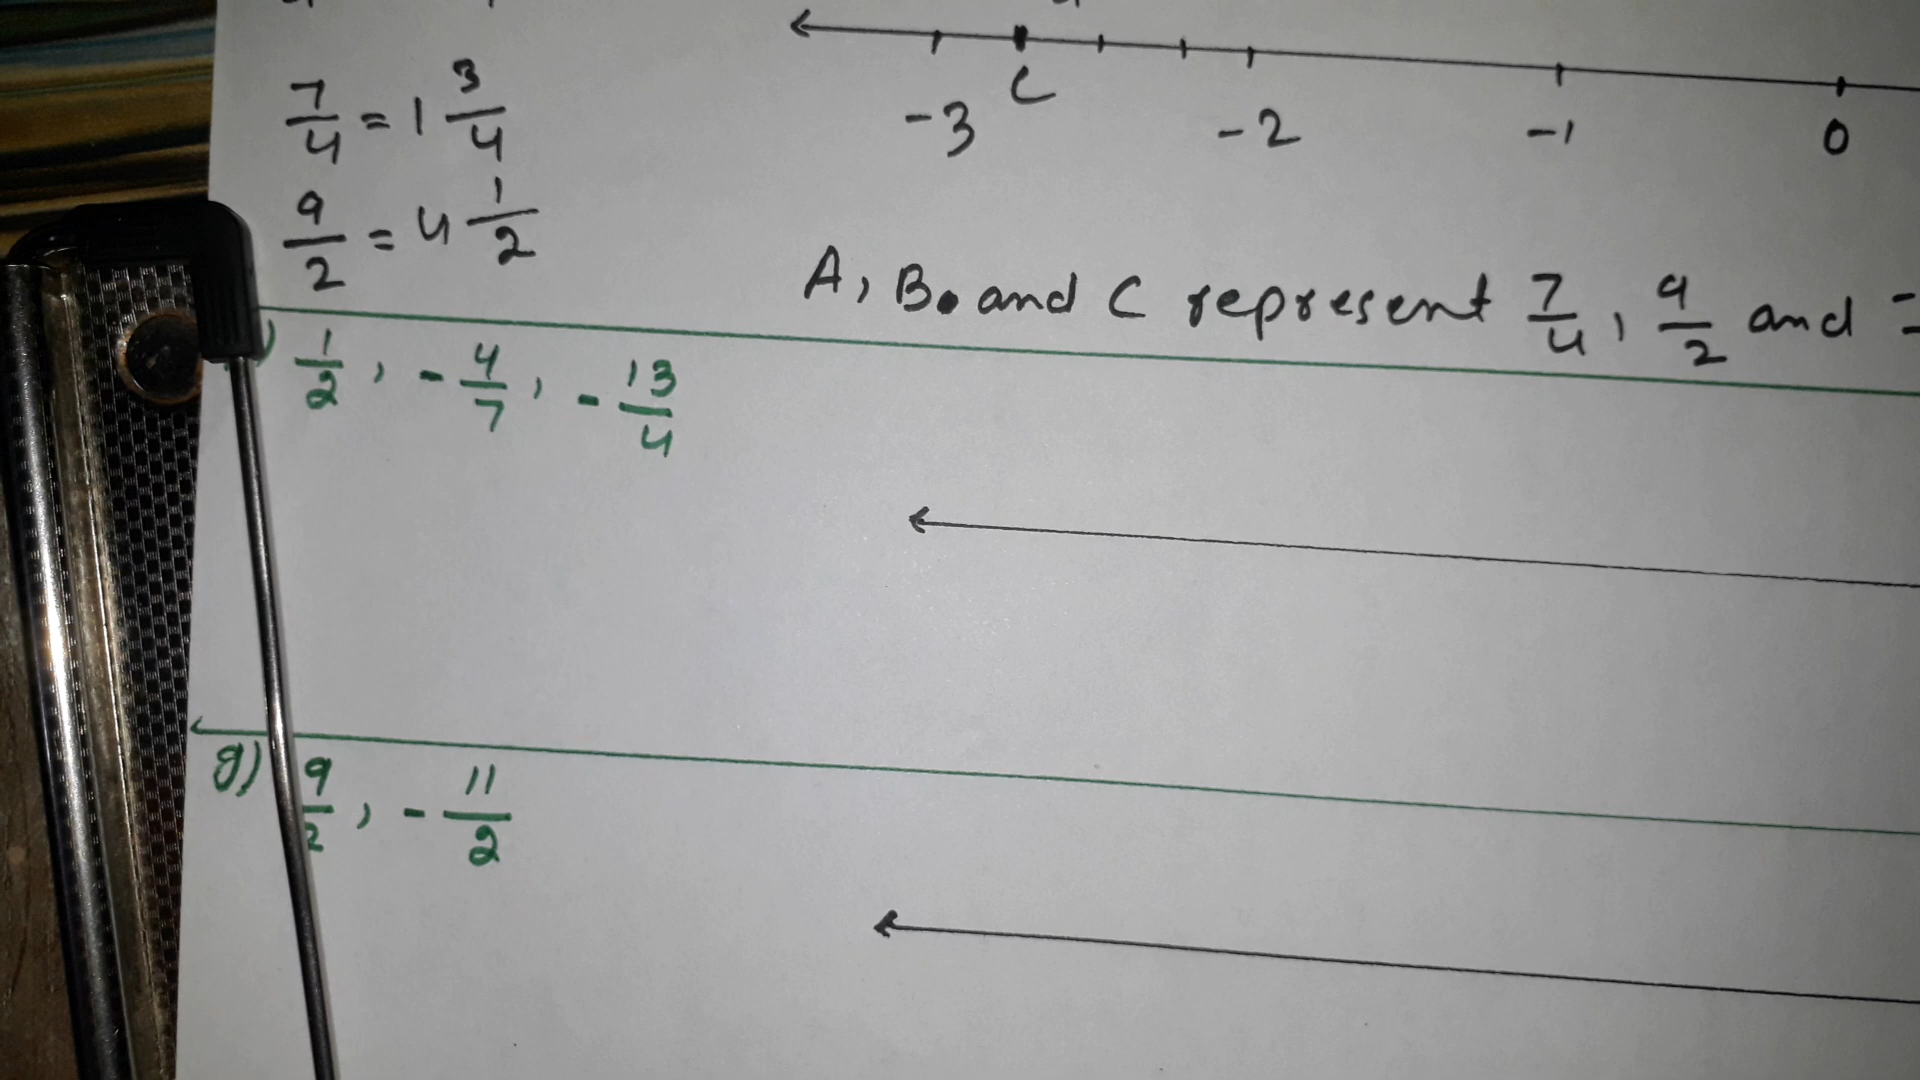 7/4 = 1 3/4
9/2 = 4 1/2
C
-3 -2 -1 0
A, B and C represent 7/4, 9/2 and
) 1/2, -4/7, -13/4
g) 9/2, -11/2